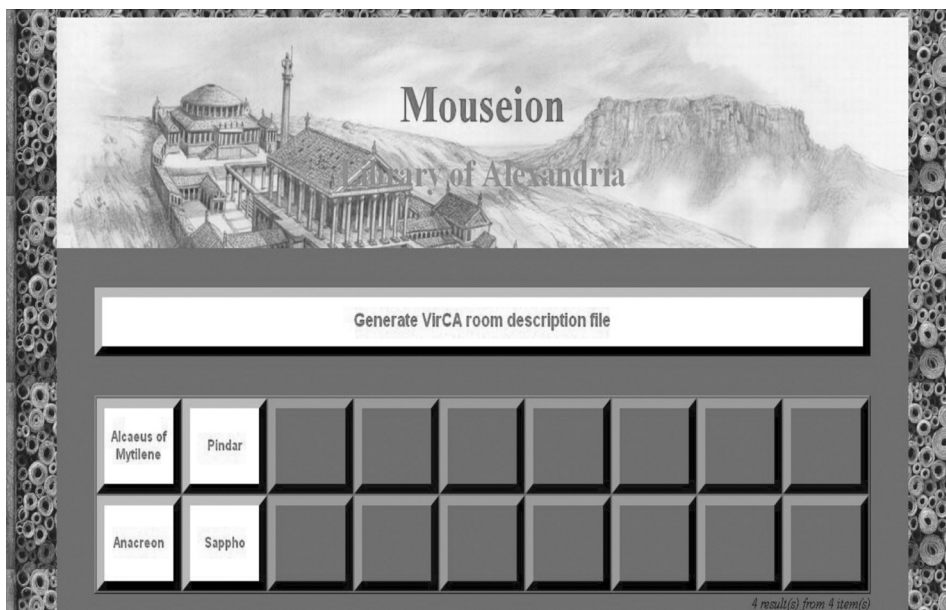 Mouseion
Library of Alexandria
Generate VirCA room description file
Alcaeus of
Mytilene
Pindar
Anacreon
Sappho
4 result(s) from 4 item(s)